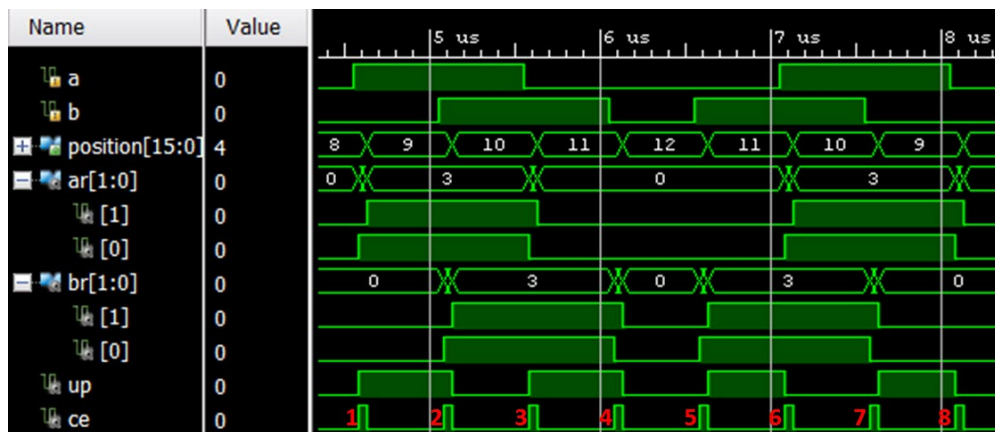 Name Value
5 us 6 us 7 us 8 us
a 0
b 0
position[15:0] 4 8 9 10 11 12 11 10 9
ar[1:0] 0 0 3 0 3
[1] 0
[0] 0
br[1:0] 0 0 3 0 3 0
[1] 0
[0] 0
up 0
ce 0 1 2 3 4 5 6 7 8